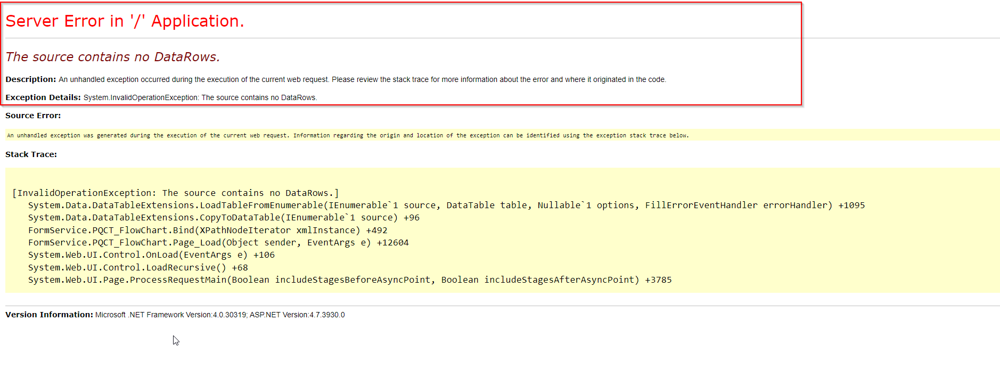 Server Error in '/' Application.
The source contains no DataRows.
Description: An unhandled exception occurred during the execution of the current web request. Please review the stack trace for more information about the error and where it originated in the code.
Exception Details: System.InvalidOperationException: The source contains no DataRows.
Source Error:
An unhandled exception was generated during the execution of the current web request. Information regarding the origin and location of the exception can be identified using the exception stack trace below.
Stack Trace:
[InvalidOperationException: The source contains no DataRows.]
System.Data.DataTableExtensions.LoadTableFromEnumerable(IEnumerable`1 source, DataTable table, Nullable`1 options, FillErrorEventHandler errorHandler) +1095
System.Data.DataTableExtensions.CopyToDataTable(IEnumerable`1 source) +96
FormService.PQCT_FlowChart.Bind(XPathNodeIterator xmlInstance) +492
FormService.PQCT_FlowChart.Page_Load(Object sender, EventArgs e) +12604
System.Web.UI.Control.OnLoad(EventArgs e) +106
System.Web.UI.Control.LoadRecursive() +68
System.Web.UI.Page.ProcessRequestMain(Boolean includeStagesBeforeAsyncPoint, Boolean includeStagesAfterAsyncPoint) +3785
Version Information: Microsoft .NET Framework Version:4.0.30319; ASP.NET Version:4.7.3930.0